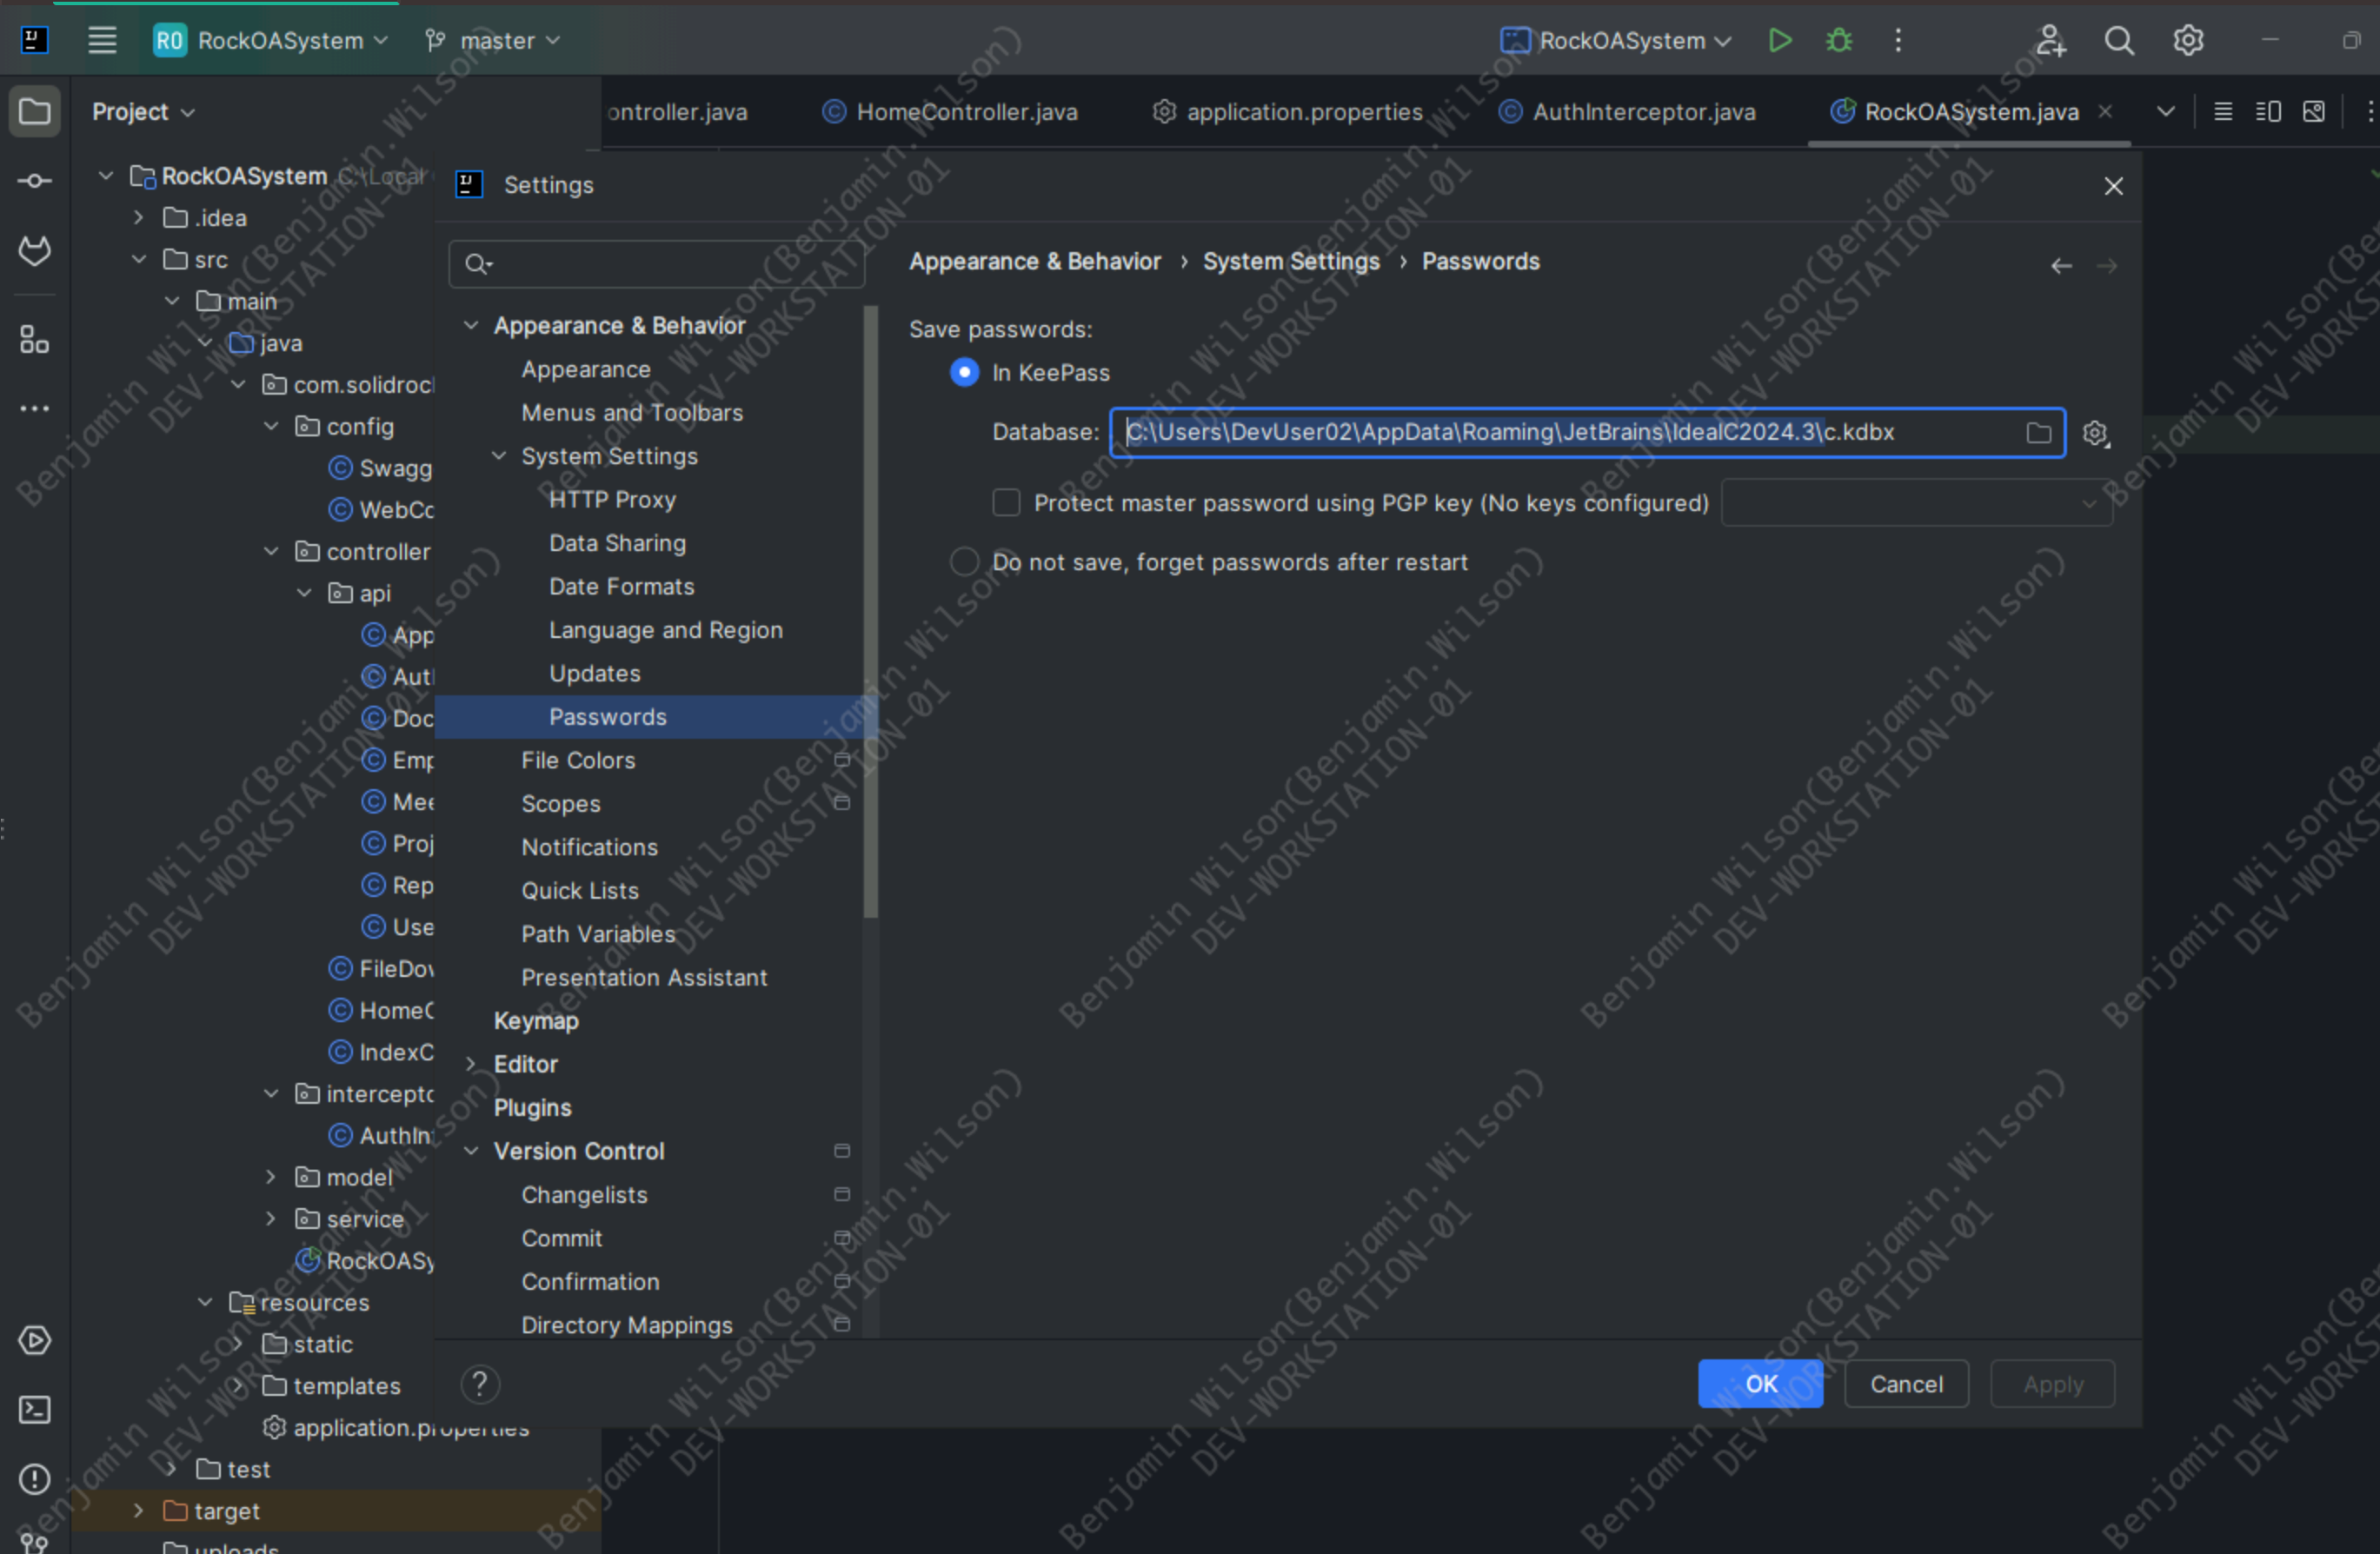 RO RockOASystem master RockOASystem
Project
ontroller.java HomeController.java application.properties AuthInterceptor.java RockOASystem.java
RockOASystem C:\Local
.idea
src
main
java
com.solidroc
config
Swagg
WebCo
controller
api
App
Aut
Doc
Emp
Mee
Proj
Rep
Use
FileDow
HomeC
IndexC
intercepto
AuthIn
model
service
RockOASy
resources
static
templates
application.properties
test
target
uploads
Settings
Appearance & Behavior
Appearance
Menus and Toolbars
System Settings
HTTP Proxy
Data Sharing
Date Formats
Language and Region
Updates
Passwords
File Colors
Scopes
Notifications
Quick Lists
Path Variables
Presentation Assistant
Keymap
Editor
Plugins
Version Control
Changelists
Commit
Confirmation
Directory Mappings
Appearance & Behavior › System Settings › Passwords
Save passwords:
In KeePass
Database: C:\Users\DevUser02\AppData\Roaming\JetBrains\IdeaIC2024.3\c.kdbx
Protect master password using PGP key (No keys configured)
Do not save, forget passwords after restart
?
OK Cancel Apply
Benjamin Wilson(Benjamin.Wilson)
DEV-WORKSTATION-01